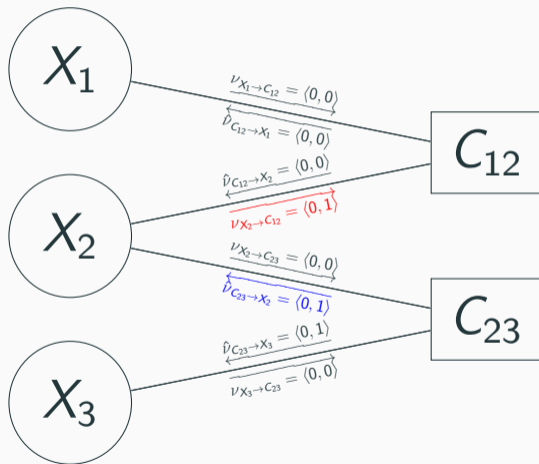 X₁
ν_{X₁→C₁₂} = ⟨0, 0⟩
ν̂_{C₁₂→X₁} = ⟨0, 0⟩
C₁₂
ν̂_{C₁₂→X₂} = ⟨0, 0⟩
ν_{X₂→C₁₂} = ⟨0, 1⟩
X₂
ν_{X₂→C₂₃} = ⟨0, 0⟩
ν̂_{C₂₃→X₂} = ⟨0, 1⟩
C₂₃
ν̂_{C₂₃→X₃} = ⟨0, 1⟩
ν_{X₃→C₂₃} = ⟨0, 0⟩
X₃